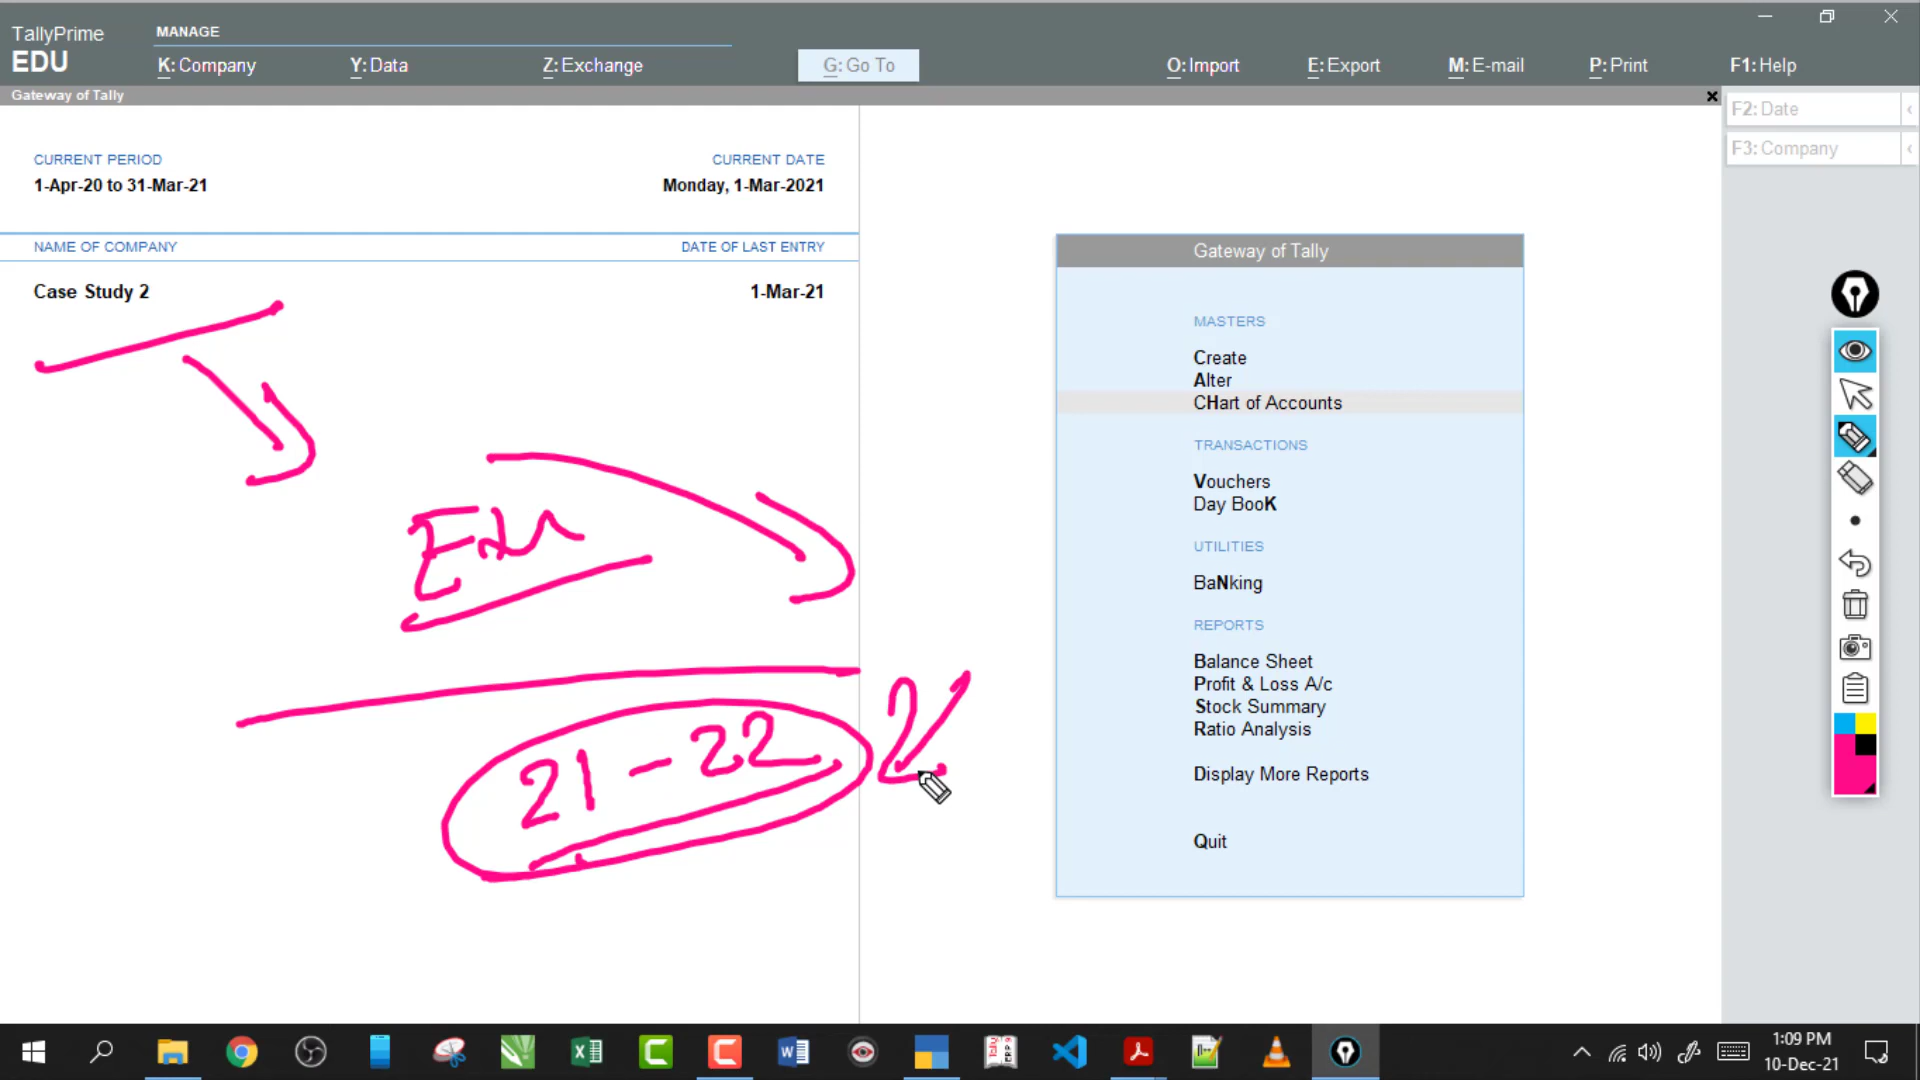 TallyPrime
EDU
MANAGE
K: Company
Y: Data
Z: Exchange
G: Go To
O: Import
E: Export
M: E-mail
P: Print
F1: Help
Gateway of Tally
F2: Date
F3: Company
CURRENT PERIOD
CURRENT DATE
1-Apr-20 to 31-Mar-21
Monday, 1-Mar-2021
NAME OF COMPANY
DATE OF LAST ENTRY
Case Study 2
1-Mar-21
Edu
21-22
2
Gateway of Tally
MASTERS
Create
Alter
CHart of Accounts
TRANSACTIONS
Vouchers
Day BooK
UTILITIES
BaNking
REPORTS
Balance Sheet
Profit & Loss A/c
Stock Summary
Ratio Analysis
Display More Reports
Quit
1:09 PM
10-Dec-21